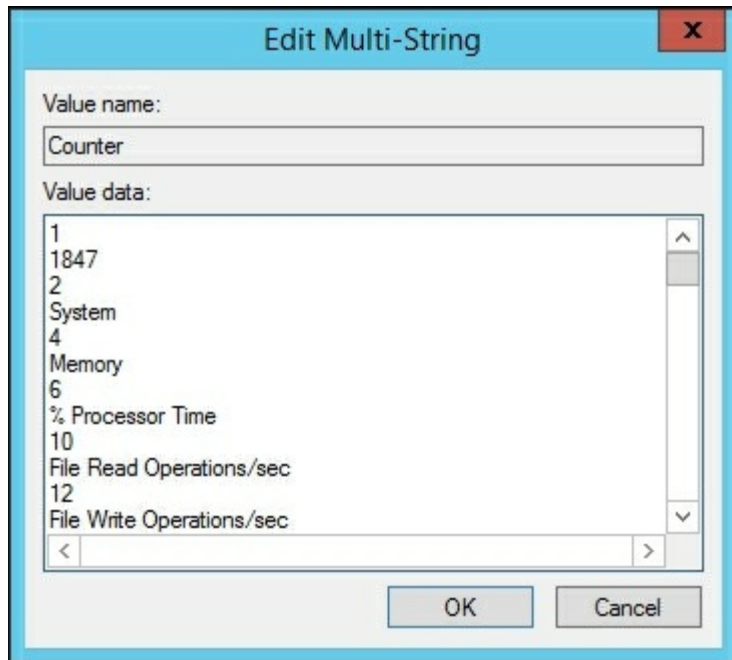 Edit Multi-String
x
Value name:
Counter
Value data:
1
1847
2
System
4
Memory
6
% Processor Time
10
File Read Operations/sec
12
File Write Operations/sec
OK
Cancel